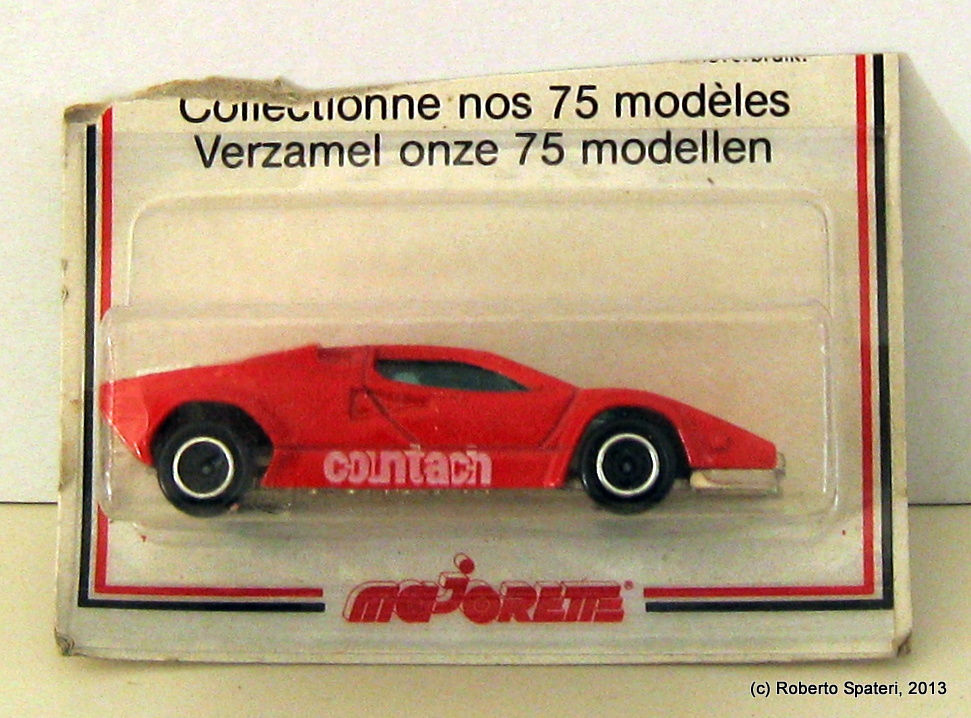 Collectionne nos 75 modèles
Verzamel onze 75 modellen
countach
MAJORETTE®
(c) Roberto Spateri, 2013